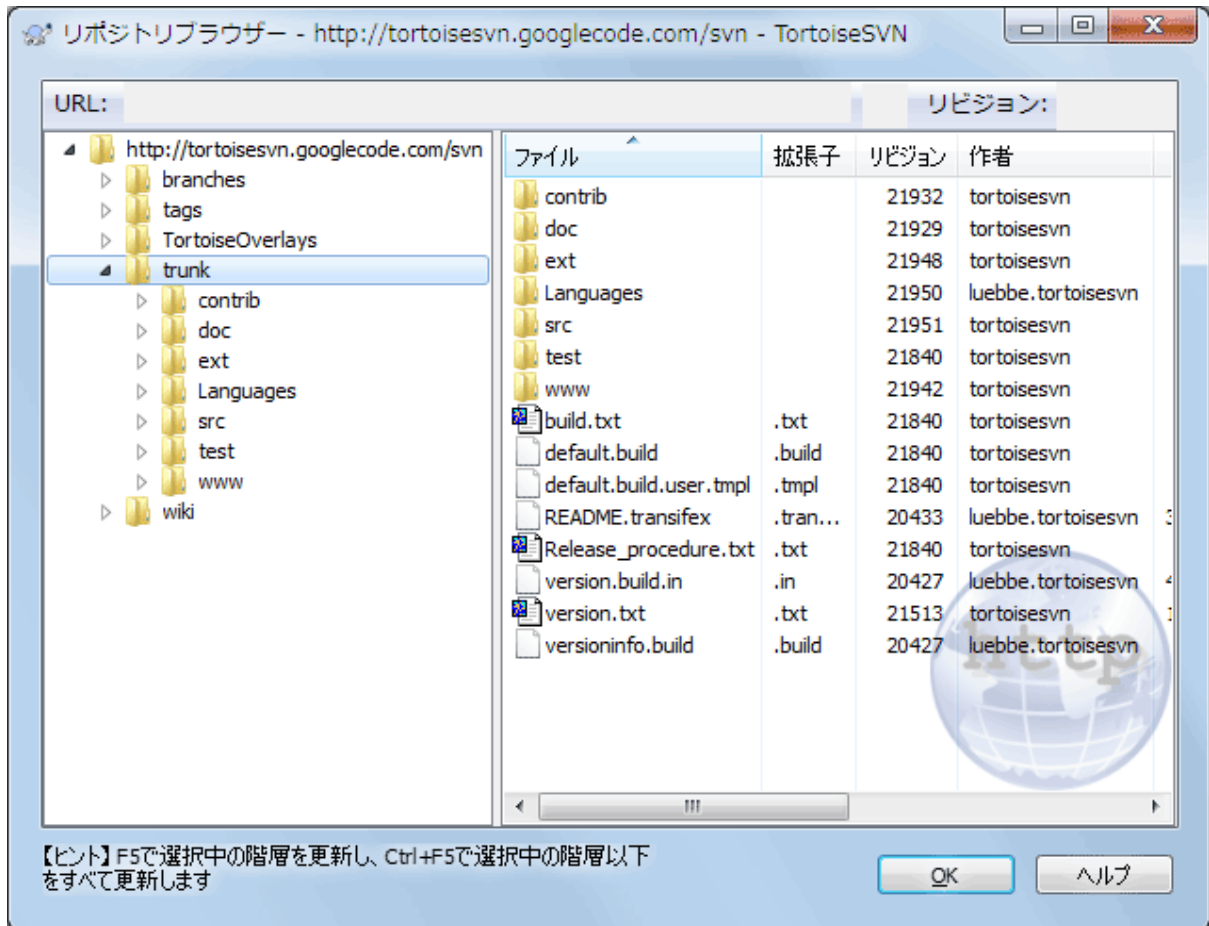 リポジトリブラウザー - http://tortoisesvn.googlecode.com/svn - TortoiseSVN
URL: リビジョン:
http://tortoisesvn.googlecode.com/svn
branches
tags
TortoiseOverlays
trunk
contrib
doc
ext
Languages
src
test
www
wiki
ファイル 拡張子 リビジョン 作者
contrib 21932 tortoisesvn
doc 21929 tortoisesvn
ext 21948 tortoisesvn
Languages 21950 luebbe.tortoisesvn
src 21951 tortoisesvn
test 21840 tortoisesvn
www 21942 tortoisesvn
build.txt .txt 21840 tortoisesvn
default.build .build 21840 tortoisesvn
default.build.user.tmpl .tmpl 21840 tortoisesvn
README.transifex .tran... 20433 luebbe.tortoisesvn
Release_procedure.txt .txt 21840 tortoisesvn
version.build.in .in 20427 luebbe.tortoisesvn
version.txt .txt 21513 tortoisesvn
versioninfo.build .build 20427 luebbe.tortoisesvn
http
【ヒント】F5で選択中の階層を更新し、Ctrl+F5で選択中の階層以下
をすべて更新します
OK ヘルプ